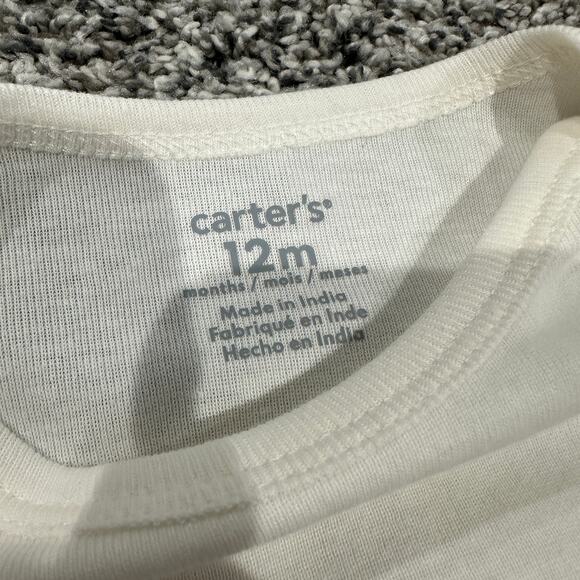 carter's®
12m
months / mois / meses
Made in India
Fabriqué en Inde
Hecho en India